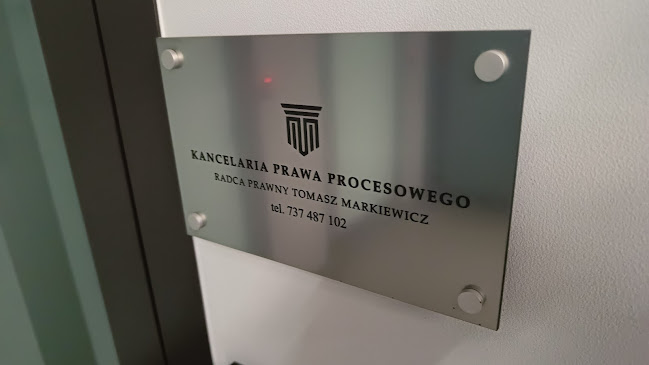 KANCELARIA PRAWA PROCESOWEGO
RADCA PRAWNY TOMASZ MARKIEWICZ
tel. 737 487 102